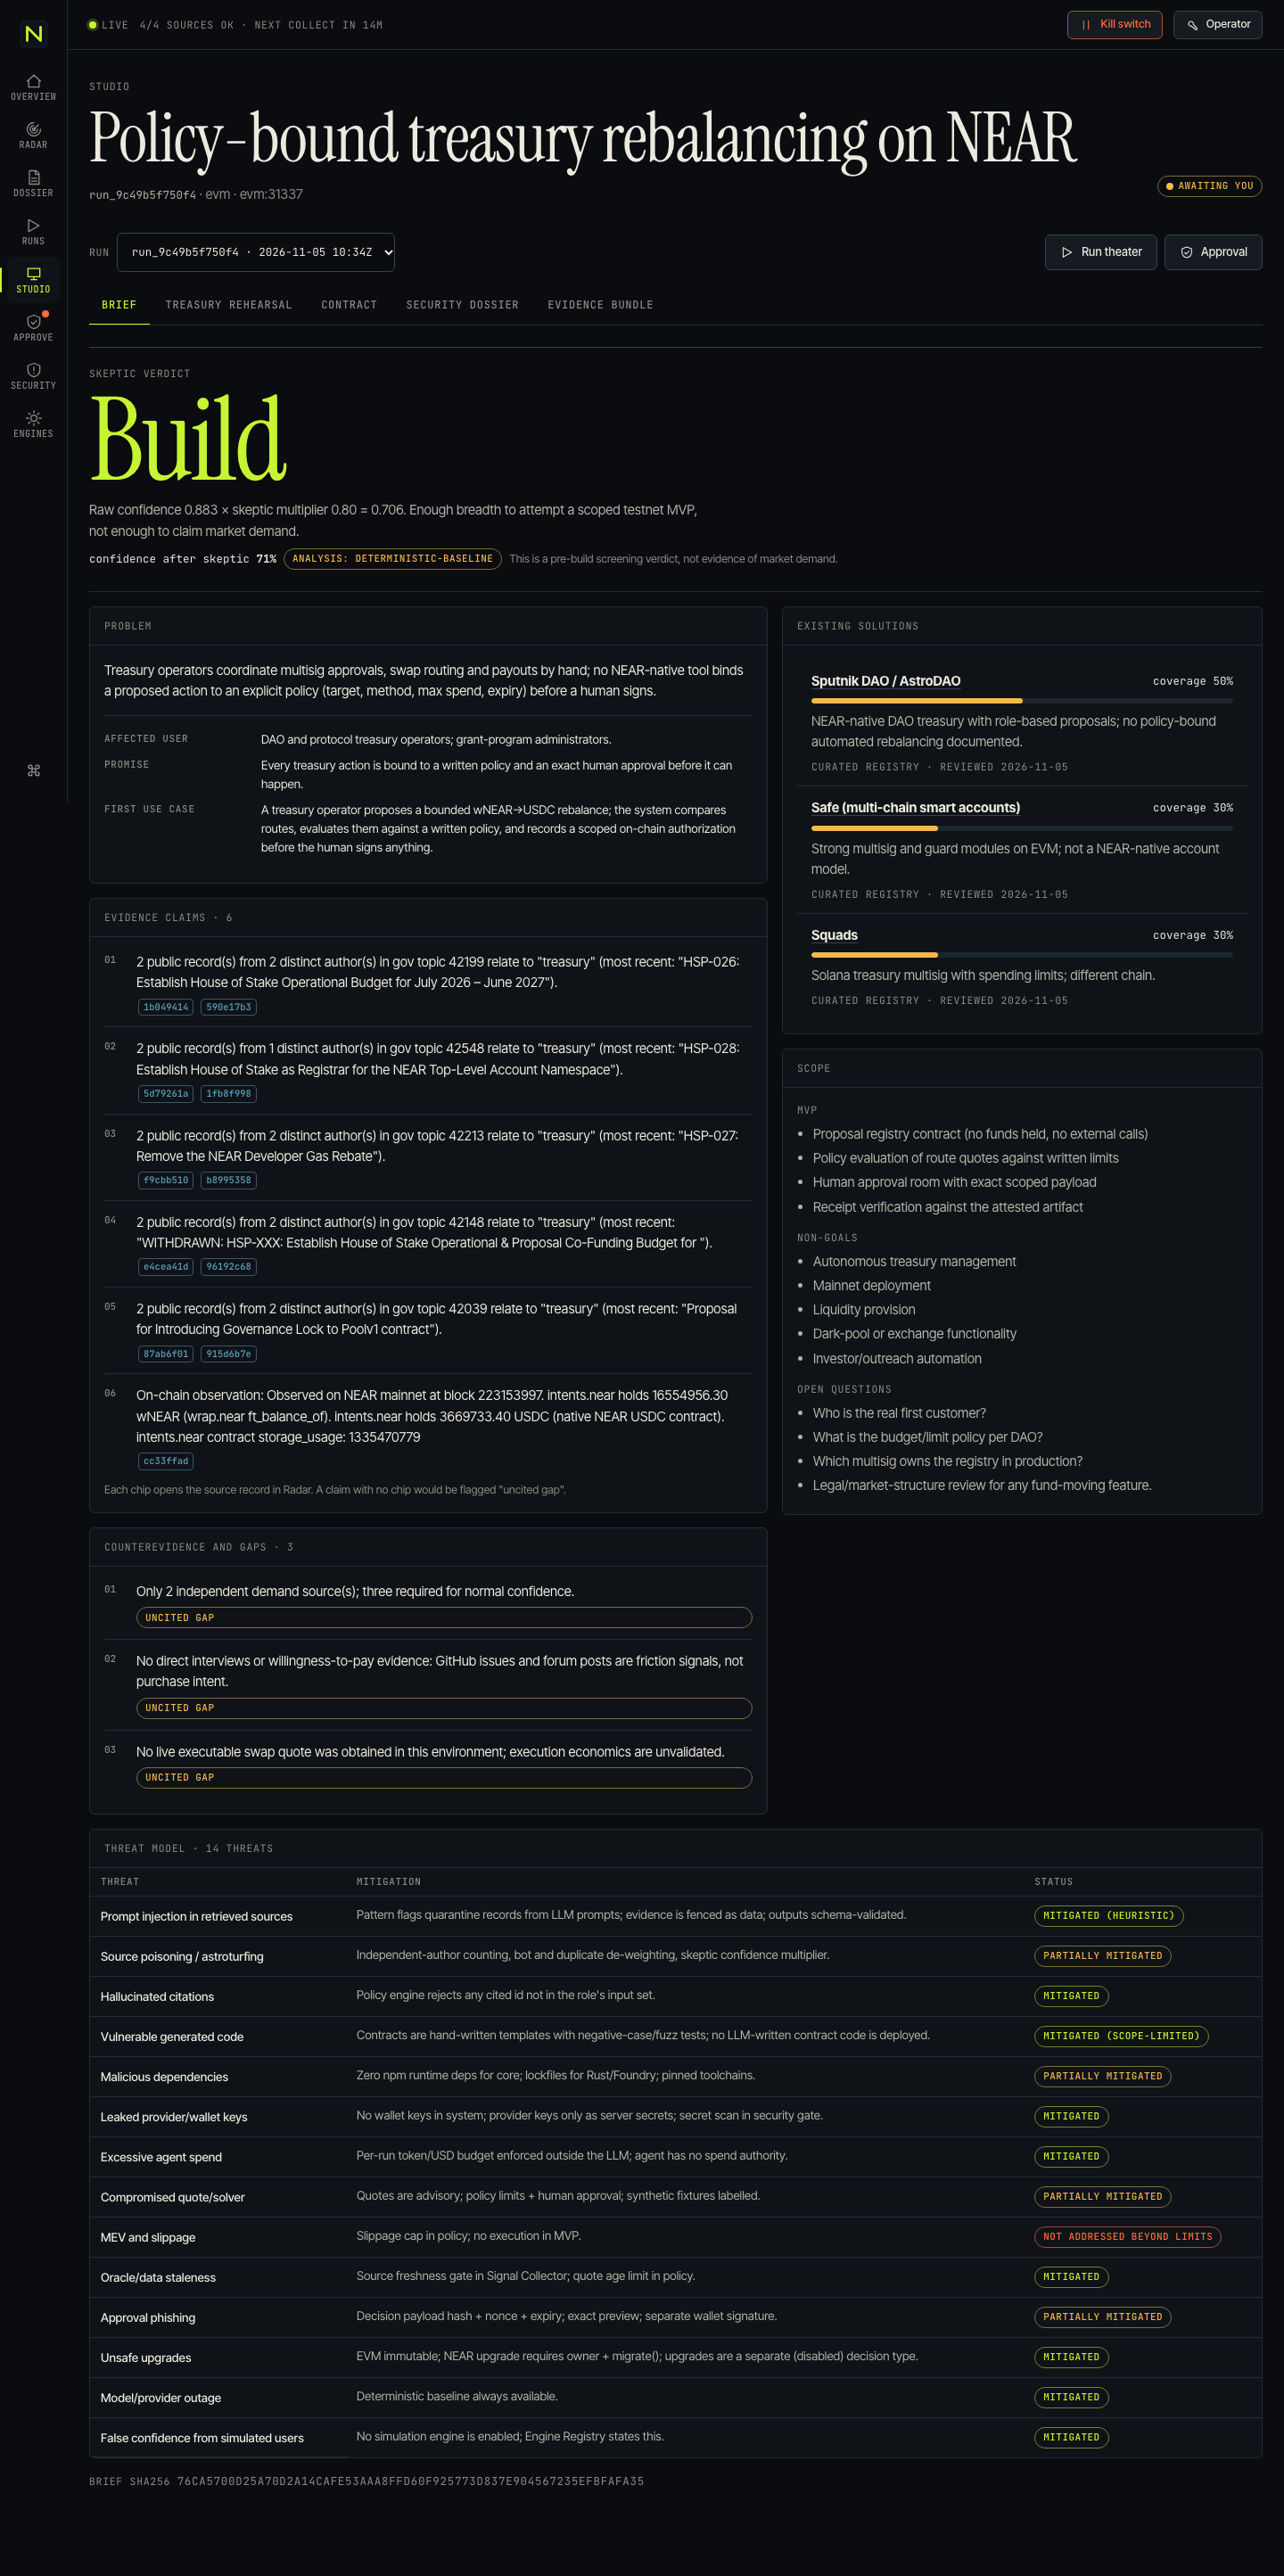 LIVE 4/4 SOURCES OK · NEXT COLLECT IN 14M
Kill switch
Operator
N
OVERVIEW
RADAR
DOSSIER
RUNS
STUDIO
APPROVE
SECURITY
ENGINES
⌘
STUDIO
Policy-bound treasury rebalancing on NEAR
run_9c49b5f750f4 · evm · evm:31337
AWAITING YOU
RUN
run_9c49b5f750f4 · 2026-11-05 10:34Z
Run theater
Approval
BRIEF
TREASURY REHEARSAL
CONTRACT
SECURITY DOSSIER
EVIDENCE BUNDLE
SKEPTIC VERDICT
Build
Raw confidence 0.883 × skeptic multiplier 0.80 = 0.706. Enough breadth to attempt a scoped testnet MVP,
not enough to claim market demand.
confidence after skeptic 71% ANALYSIS: DETERMINISTIC-BASELINE This is a pre-build screening verdict, not evidence of market demand.
PROBLEM
Treasury operators coordinate multisig approvals, swap routing and payouts by hand; no NEAR-native tool binds
a proposed action to an explicit policy (target, method, max spend, expiry) before a human signs.
AFFECTED USER
DAO and protocol treasury operators; grant-program administrators.
PROMISE
Every treasury action is bound to a written policy and an exact human approval before it can
happen.
FIRST USE CASE
A treasury operator proposes a bounded wNEAR→USDC rebalance; the system compares
routes, evaluates them against a written policy, and records a scoped on-chain authorization
before the human signs anything.
EVIDENCE CLAIMS · 6
01
2 public record(s) from 2 distinct author(s) in gov topic 42199 relate to "treasury" (most recent: "HSP-026:
Establish House of Stake Operational Budget for July 2026 – June 2027").
1b049414 590e17b3
02
2 public record(s) from 1 distinct author(s) in gov topic 42548 relate to "treasury" (most recent: "HSP-028:
Establish House of Stake as Registrar for the NEAR Top-Level Account Namespace").
5d79261a 1fb8f998
03
2 public record(s) from 2 distinct author(s) in gov topic 42213 relate to "treasury" (most recent: "HSP-027:
Remove the NEAR Developer Gas Rebate").
f9cbb510 b8995358
04
2 public record(s) from 2 distinct author(s) in gov topic 42148 relate to "treasury" (most recent:
"WITHDRAWN: HSP-XXX: Establish House of Stake Operational & Proposal Co-Funding Budget for ").
e4cea41d 96192c68
05
2 public record(s) from 2 distinct author(s) in gov topic 42039 relate to "treasury" (most recent: "Proposal
for Introducing Governance Lock to Poolv1 contract").
87ab6f01 915d6b7e
06
On-chain observation: Observed on NEAR mainnet at block 223153997. intents.near holds 16554956.30
wNEAR (wrap.near ft_balance_of). intents.near holds 3669733.40 USDC (native NEAR USDC contract).
intents.near contract storage_usage: 1335470779
cc33ffad
Each chip opens the source record in Radar. A claim with no chip would be flagged "uncited gap".
COUNTEREVIDENCE AND GAPS · 3
01
Only 2 independent demand source(s); three required for normal confidence.
UNCITED GAP
02
No direct interviews or willingness-to-pay evidence: GitHub issues and forum posts are friction signals, not
purchase intent.
UNCITED GAP
03
No live executable swap quote was obtained in this environment; execution economics are unvalidated.
UNCITED GAP
EXISTING SOLUTIONS
Sputnik DAO / AstroDAO
coverage 50%
NEAR-native DAO treasury with role-based proposals; no policy-bound
automated rebalancing documented.
CURATED REGISTRY · REVIEWED 2026-11-05
Safe (multi-chain smart accounts)
coverage 30%
Strong multisig and guard modules on EVM; not a NEAR-native account
model.
CURATED REGISTRY · REVIEWED 2026-11-05
Squads
coverage 30%
Solana treasury multisig with spending limits; different chain.
CURATED REGISTRY · REVIEWED 2026-11-05
SCOPE
MVP
• Proposal registry contract (no funds held, no external calls)
• Policy evaluation of route quotes against written limits
• Human approval room with exact scoped payload
• Receipt verification against the attested artifact
NON-GOALS
• Autonomous treasury management
• Mainnet deployment
• Liquidity provision
• Dark-pool or exchange functionality
• Investor/outreach automation
OPEN QUESTIONS
• Who is the real first customer?
• What is the budget/limit policy per DAO?
• Which multisig owns the registry in production?
• Legal/market-structure review for any fund-moving feature.
THREAT MODEL · 14 THREATS
THREAT MITIGATION STATUS
Prompt injection in retrieved sources Pattern flags quarantine records from LLM prompts; evidence is fenced as data; outputs schema-validated. MITIGATED (HEURISTIC)
Source poisoning / astroturfing Independent-author counting, bot and duplicate de-weighting, skeptic confidence multiplier. PARTIALLY MITIGATED
Hallucinated citations Policy engine rejects any cited id not in the role's input set. MITIGATED
Vulnerable generated code Contracts are hand-written templates with negative-case/fuzz tests; no LLM-written contract code is deployed. MITIGATED (SCOPE-LIMITED)
Malicious dependencies Zero npm runtime deps for core; lockfiles for Rust/Foundry; pinned toolchains. PARTIALLY MITIGATED
Leaked provider/wallet keys No wallet keys in system; provider keys only as server secrets; secret scan in security gate. MITIGATED
Excessive agent spend Per-run token/USD budget enforced outside the LLM; agent has no spend authority. MITIGATED
Compromised quote/solver Quotes are advisory; policy limits + human approval; synthetic fixtures labelled. PARTIALLY MITIGATED
MEV and slippage Slippage cap in policy; no execution in MVP. NOT ADDRESSED BEYOND LIMITS
Oracle/data staleness Source freshness gate in Signal Collector; quote age limit in policy. MITIGATED
Approval phishing Decision payload hash + nonce + expiry; exact preview; separate wallet signature. PARTIALLY MITIGATED
Unsafe upgrades EVM immutable; NEAR upgrade requires owner + migrate(); upgrades are a separate (disabled) decision type. MITIGATED
Model/provider outage Deterministic baseline always available. MITIGATED
False confidence from simulated users No simulation engine is enabled; Engine Registry states this. MITIGATED
BRIEF SHA256 76CA5700D25A70D2A14CAFE53AAA8FFD60F925773D837E904567235EFBFAFA35